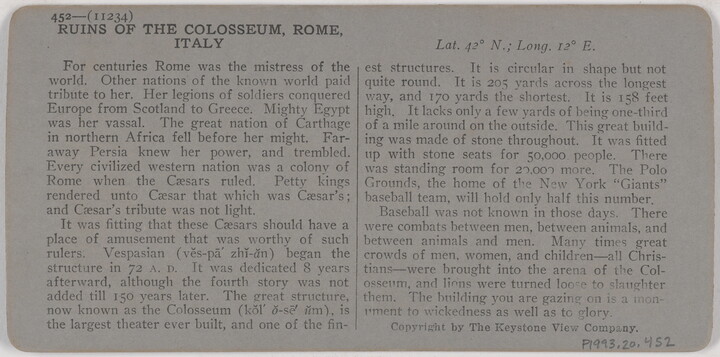 452—(11234)
RUINS OF THE COLOSSEUM, ROME,
ITALY
For centuries Rome was the mistress of the
world. Other nations of the known world paid
tribute to her. Her legions of soldiers conquered
Europe from Scotland to Greece. Mighty Egypt
was her vassal. The great nation of Carthage
in northern Africa fell before her might. Far-
away Persia knew her power, and trembled.
Every civilized western nation was a colony of
Rome when the Cæsars ruled. Petty kings
rendered unto Cæsar that which was Cæsar's;
and Cæsar's tribute was not light.
It was fitting that these Cæsars should have a
place of amusement that was worthy of such
rulers. Vespasian (vĕs-pā′ zhĭ-ăn) began the
structure in 72 A. D. It was dedicated 8 years
afterward, although the fourth story was not
added till 150 years later. The great structure,
now known as the Colosseum (kŏl′ ŏ-sē′ ŭm), is
the largest theater ever built, and one of the fin-
Lat. 42° N.; Long. 12° E.
est structures. It is circular in shape but not
quite round. It is 205 yards across the longest
way, and 170 yards the shortest. It is 158 feet
high. It lacks only a few yards of being one-third
of a mile around on the outside. This great build-
ing was made of stone throughout. It was fitted
up with stone seats for 50,000 people. There
was standing room for 20,000 more. The Polo
Grounds, the home of the New York "Giants"
baseball team, will hold only half this number.
Baseball was not known in those days. There
were combats between men, between animals, and
between animals and men. Many times great
crowds of men, women, and children—all Chris-
tians—were brought into the arena of the Col-
osseum, and lions were turned loose to slaughter
them. The building you are gazing on is a mon-
ument to wickedness as well as to glory.
Copyright by The Keystone View Company.
P1993.20.452